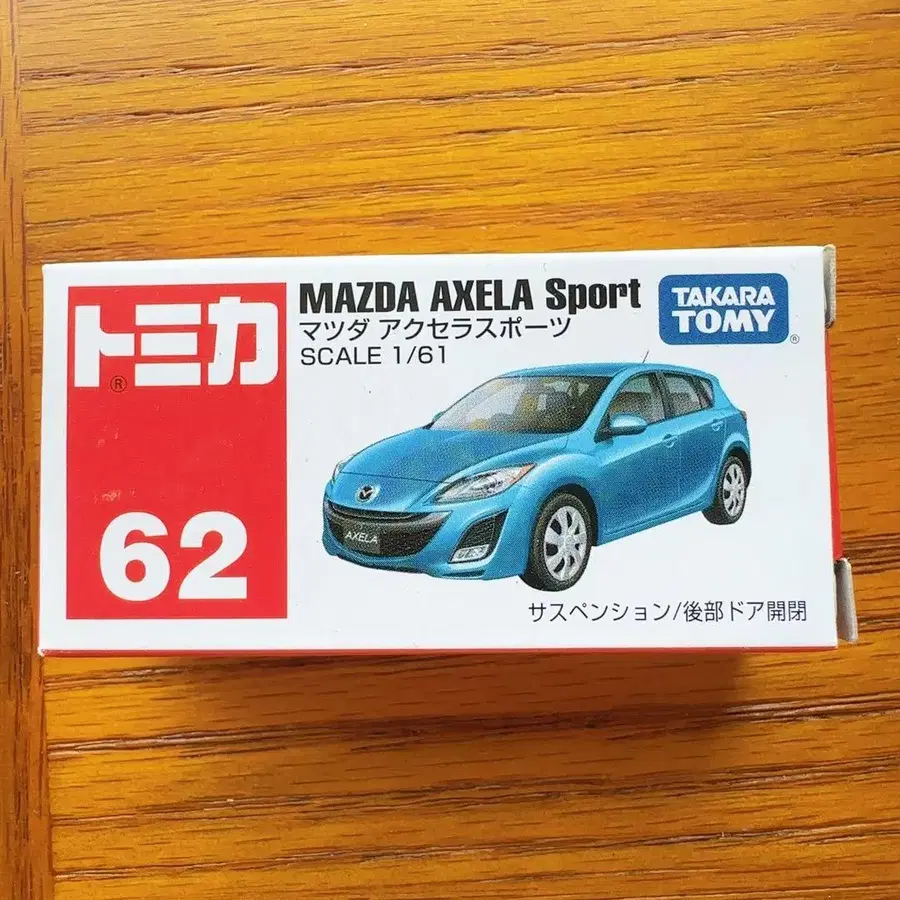 トミカ
®
62
MAZDA AXELA Sport
マツダ アクセラスポーツ
SCALE 1/61
TAKARA
TOMY
®
AXELA
サスペンション/後部ドア開閉